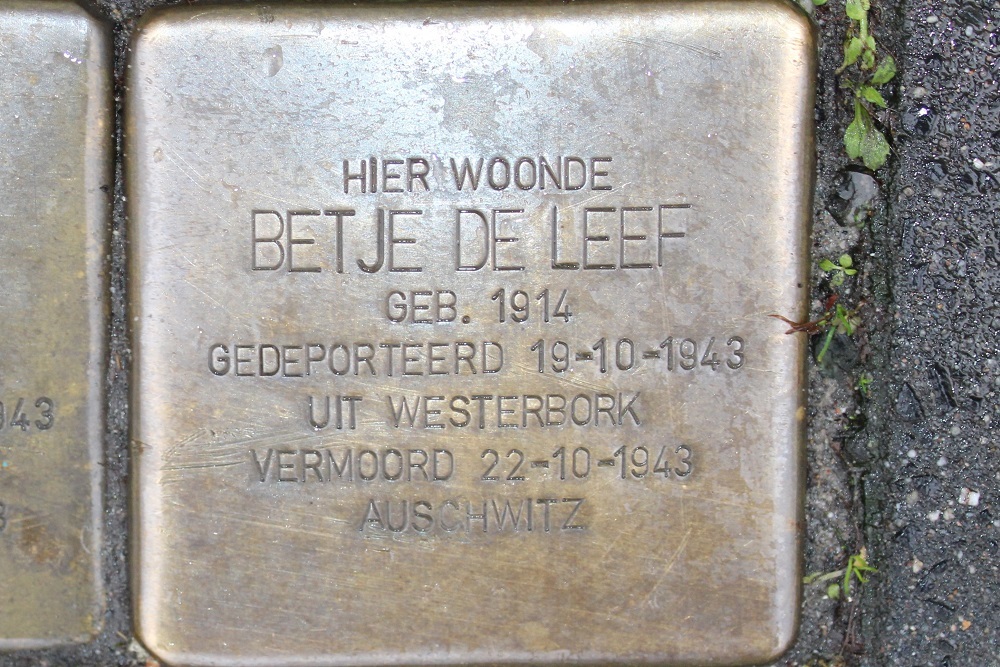 HIER WOONDE
BETJE DE LEEF
GEB. 1914
GEDEPORTEERD 19-10-1943
UIT WESTERBORK
VERMOORD 22-10-1943
AUSCHWITZ